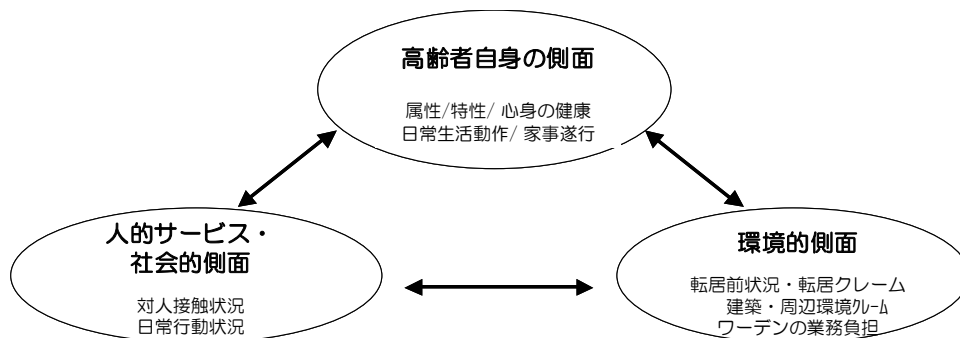 高齢者自身の側面
属性/特性/ 心身の健康
日常生活動作/ 家事遂行
人的サービス・
社会的側面
対人接触状況
日常行動状況
環境的側面
転居前状況・転居クレーム
建築・周辺環境クレーム
ワーデンの業務負担